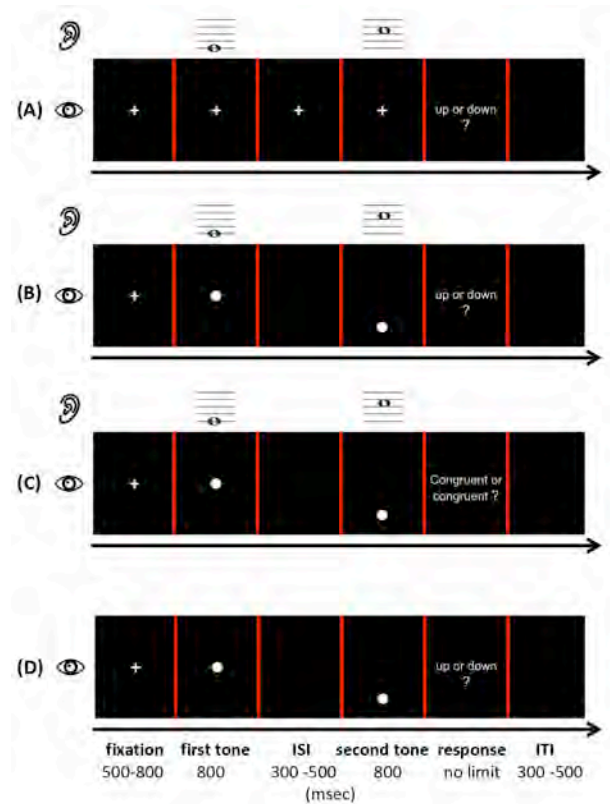 (A)
up or down
?
(B)
up or down
?
(C)
Congruent or
congruent ?
(D)
up or down
?
fixation first tone ISI second tone response ITI
500-800 800 300 -500 800 no limit 300 -500
(msec)